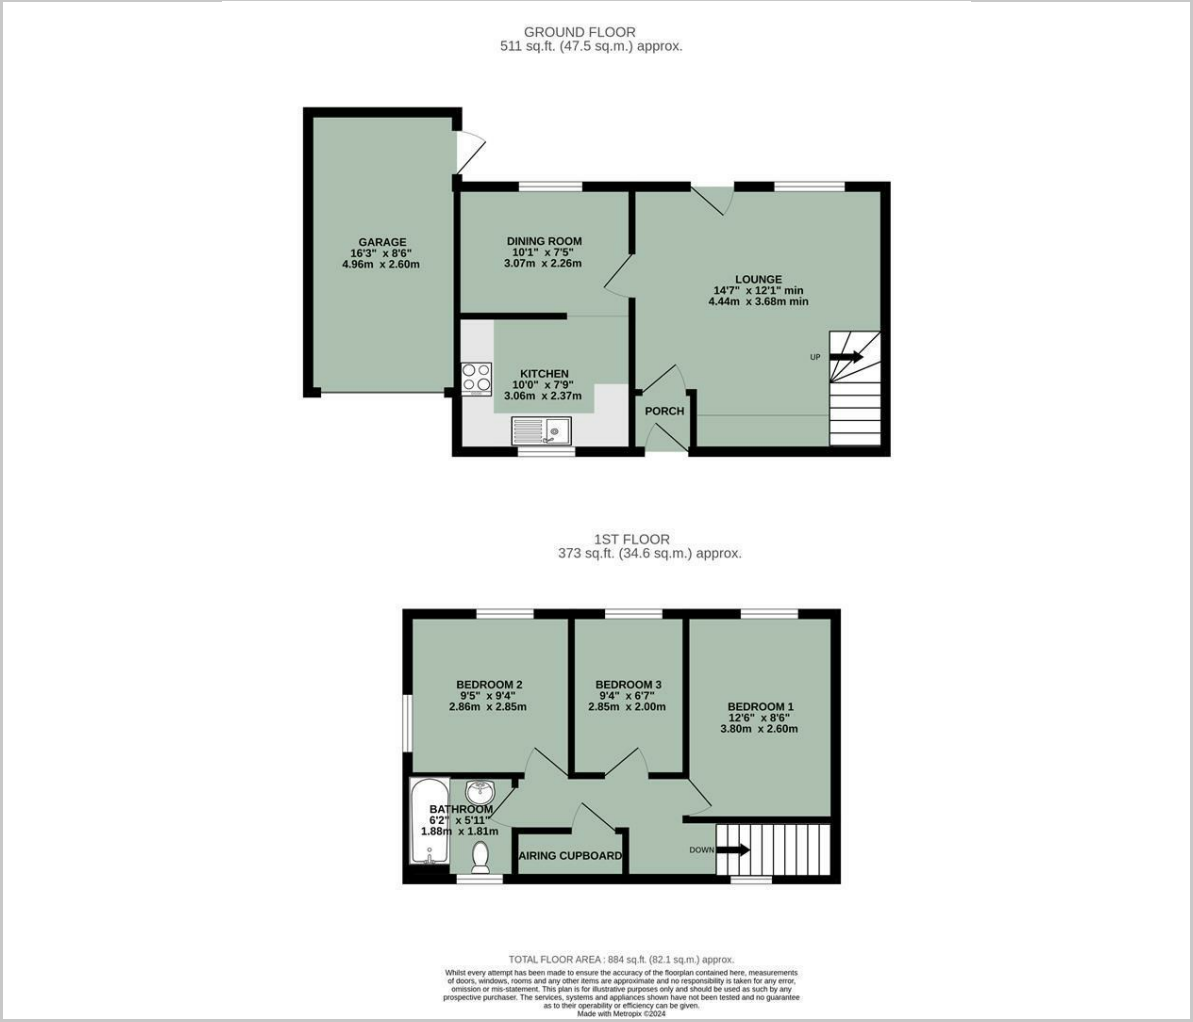 GROUND FLOOR
511 sq.ft. (47.5 sq.m.) approx.
GARAGE
16'3" x 8'6"
4.96m x 2.60m
DINING ROOM
10'1" x 7'5"
3.07m x 2.26m
LOUNGE
14'7" x 12'1" min
4.44m x 3.68m min
UP
KITCHEN
10'0" x 7'9"
3.06m x 2.37m
PORCH
1ST FLOOR
373 sq.ft. (34.6 sq.m.) approx.
BEDROOM 2
9'5" x 9'4"
2.86m x 2.85m
BEDROOM 3
9'4" x 6'7"
2.85m x 2.00m
BEDROOM 1
12'6" x 8'6"
3.80m x 2.60m
BATHROOM
6'2" x 5'11"
1.88m x 1.81m
AIRING CUPBOARD
DOWN
TOTAL FLOOR AREA : 884 sq.ft. (82.1 sq.m.) approx.
Whilst every attempt has been made to ensure the accuracy of the floorplan contained here, measurements
of doors, windows, rooms and any other items are approximate and no responsibility is taken for any error,
omission or mis-statement. This plan is for illustrative purposes only and should be used as such by any
prospective purchaser. The services, systems and appliances shown have not been tested and no guarantee
as to their operability or efficiency can be given.
Made with Metropix ©2024